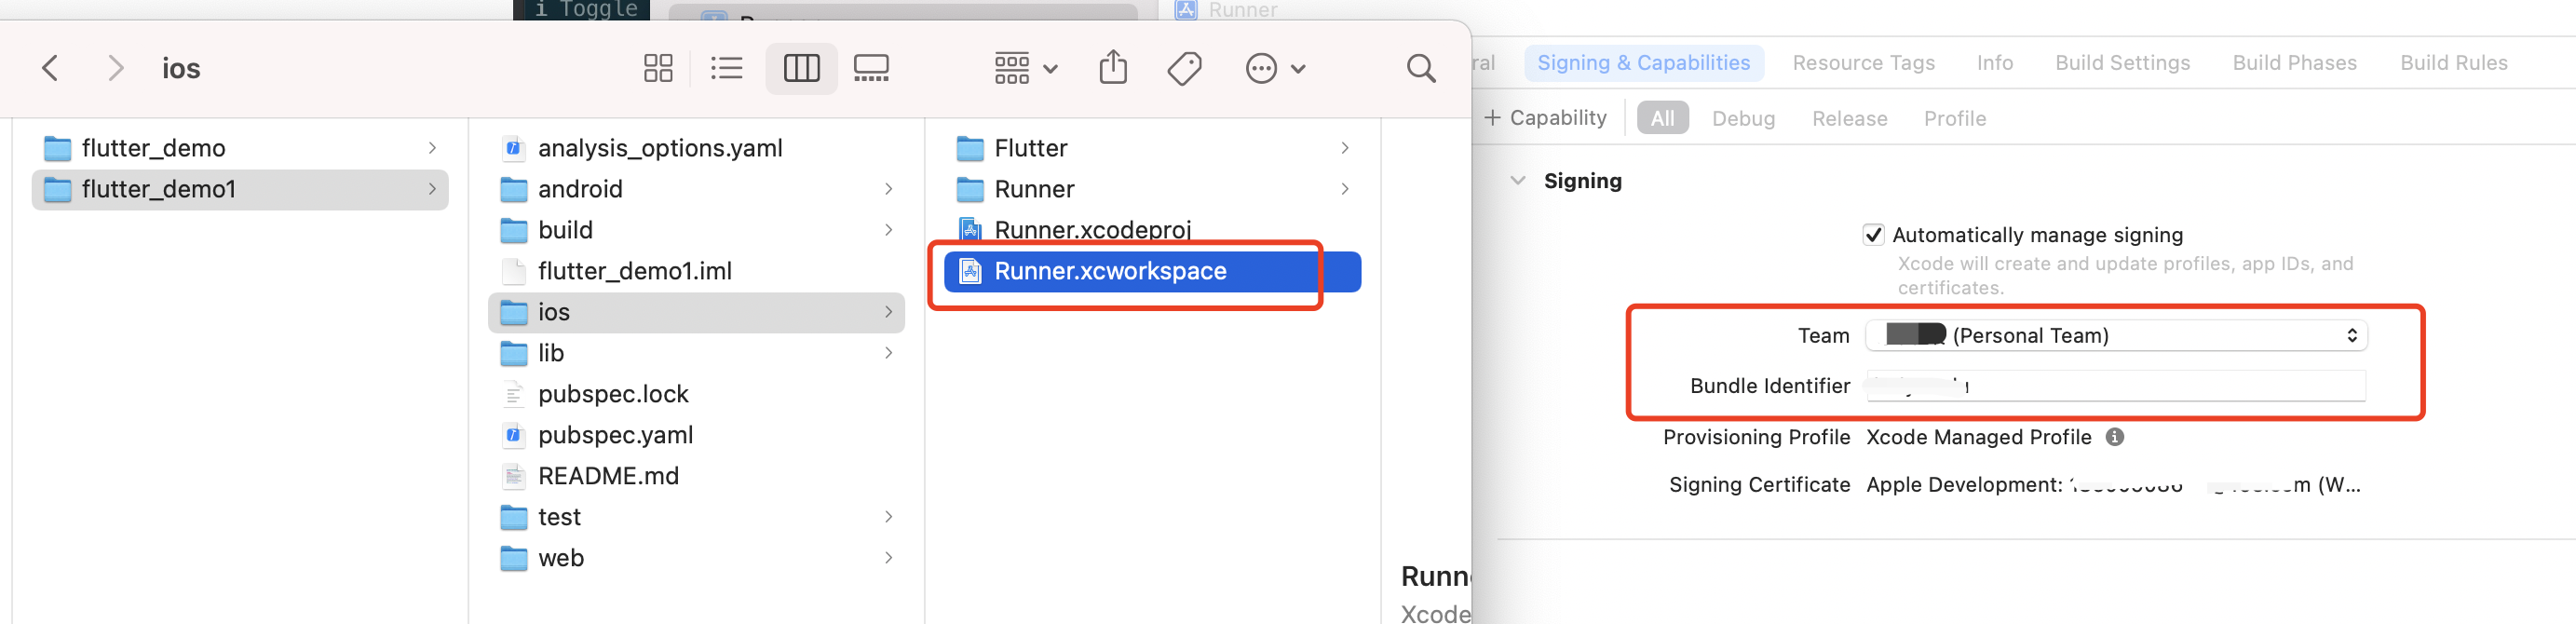 i Toggle
Runner
ios
flutter_demo
flutter_demo1
analysis_options.yaml
android
build
flutter_demo1.iml
ios
lib
pubspec.lock
pubspec.yaml
README.md
test
web
Flutter
Runner
Runner.xcodeproj
Runner.xcworkspace
Runn
Xcode
ral
Signing & Capabilities
Resource Tags
Info
Build Settings
Build Phases
Build Rules
+ Capability
All
Debug
Release
Profile
Signing
Automatically manage signing
Xcode will create and update profiles, app IDs, and
certificates.
Team (Personal Team)
Bundle Identifier
Provisioning Profile Xcode Managed Profile
Signing Certificate Apple Development: (W...